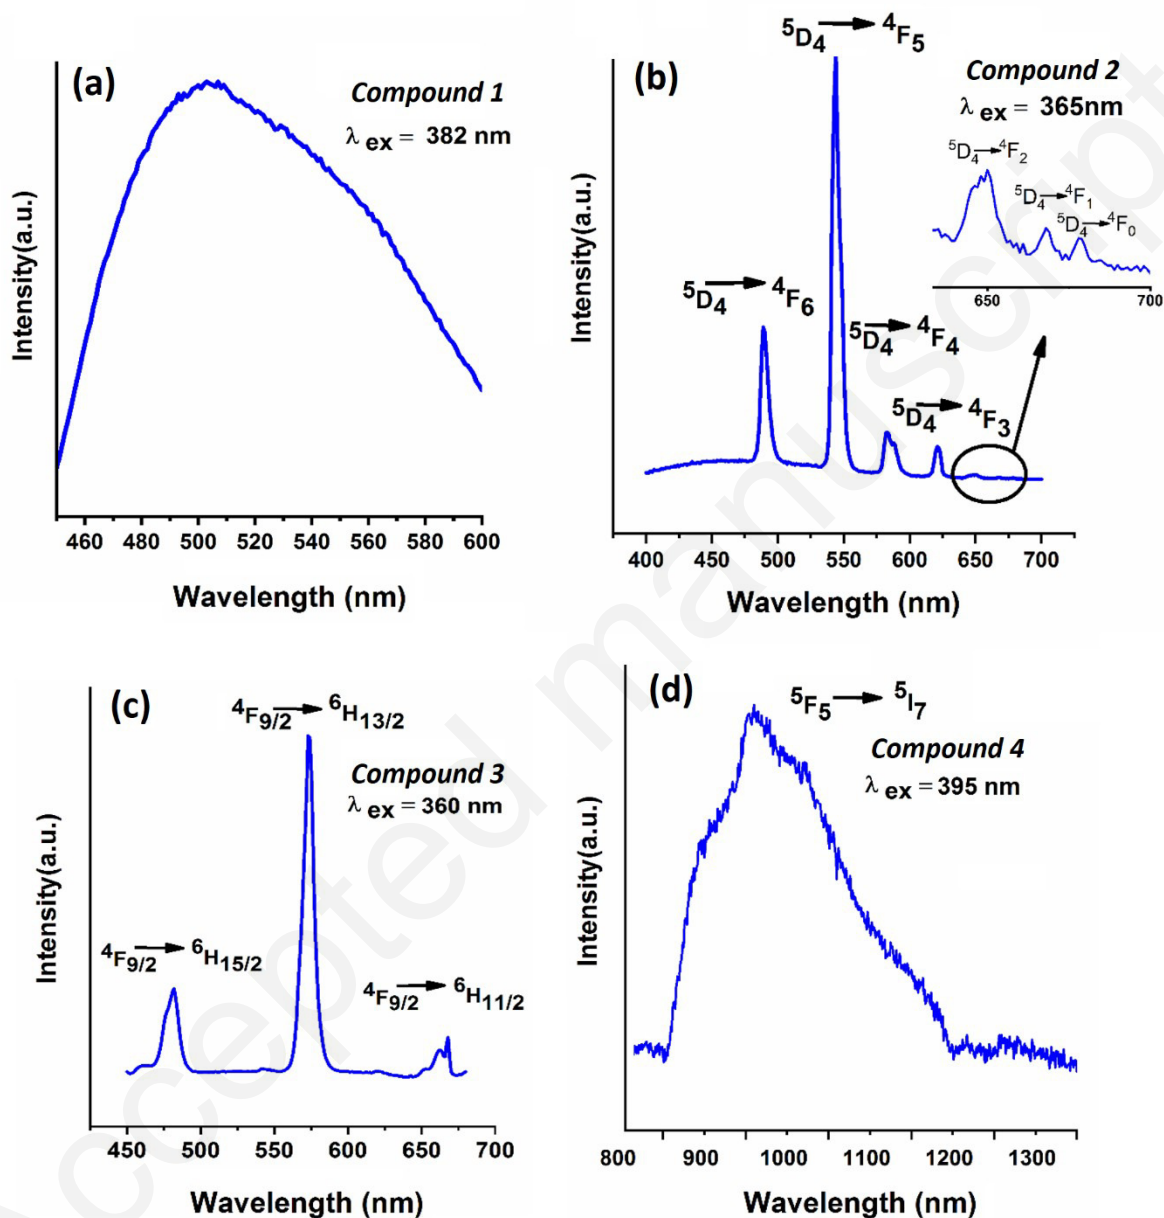 (a)
Compound 1
λ ex = 382 nm
Intensity(a.u.)
460 480 500 520 540 560 580 600
Wavelength (nm)
(b)
⁵D₄ → ⁴F₅
Compound 2
λ ex = 365nm
⁵D₄→⁴F₂
⁵D₄→⁴F₁
⁵D₄→⁴F₀
650 700
⁵D₄ → ⁴F₆
⁵D₄ → ⁴F₄
⁵D₄ → ⁴F₃
Intensity(a.u.)
400 450 500 550 600 650 700
Wavelength (nm)
(c)
⁴F9/2 → ⁶H13/2
Compound 3
λ ex = 360 nm
⁴F9/2 → ⁶H15/2
⁴F9/2 → ⁶H11/2
Intensity(a.u.)
450 500 550 600 650 700
Wavelength (nm)
(d)
⁵F₅ → ⁵I₇
Compound 4
λ ex = 395 nm
Intensity(a.u.)
800 900 1000 1100 1200 1300
Wavelength (nm)
Accepted manuscript